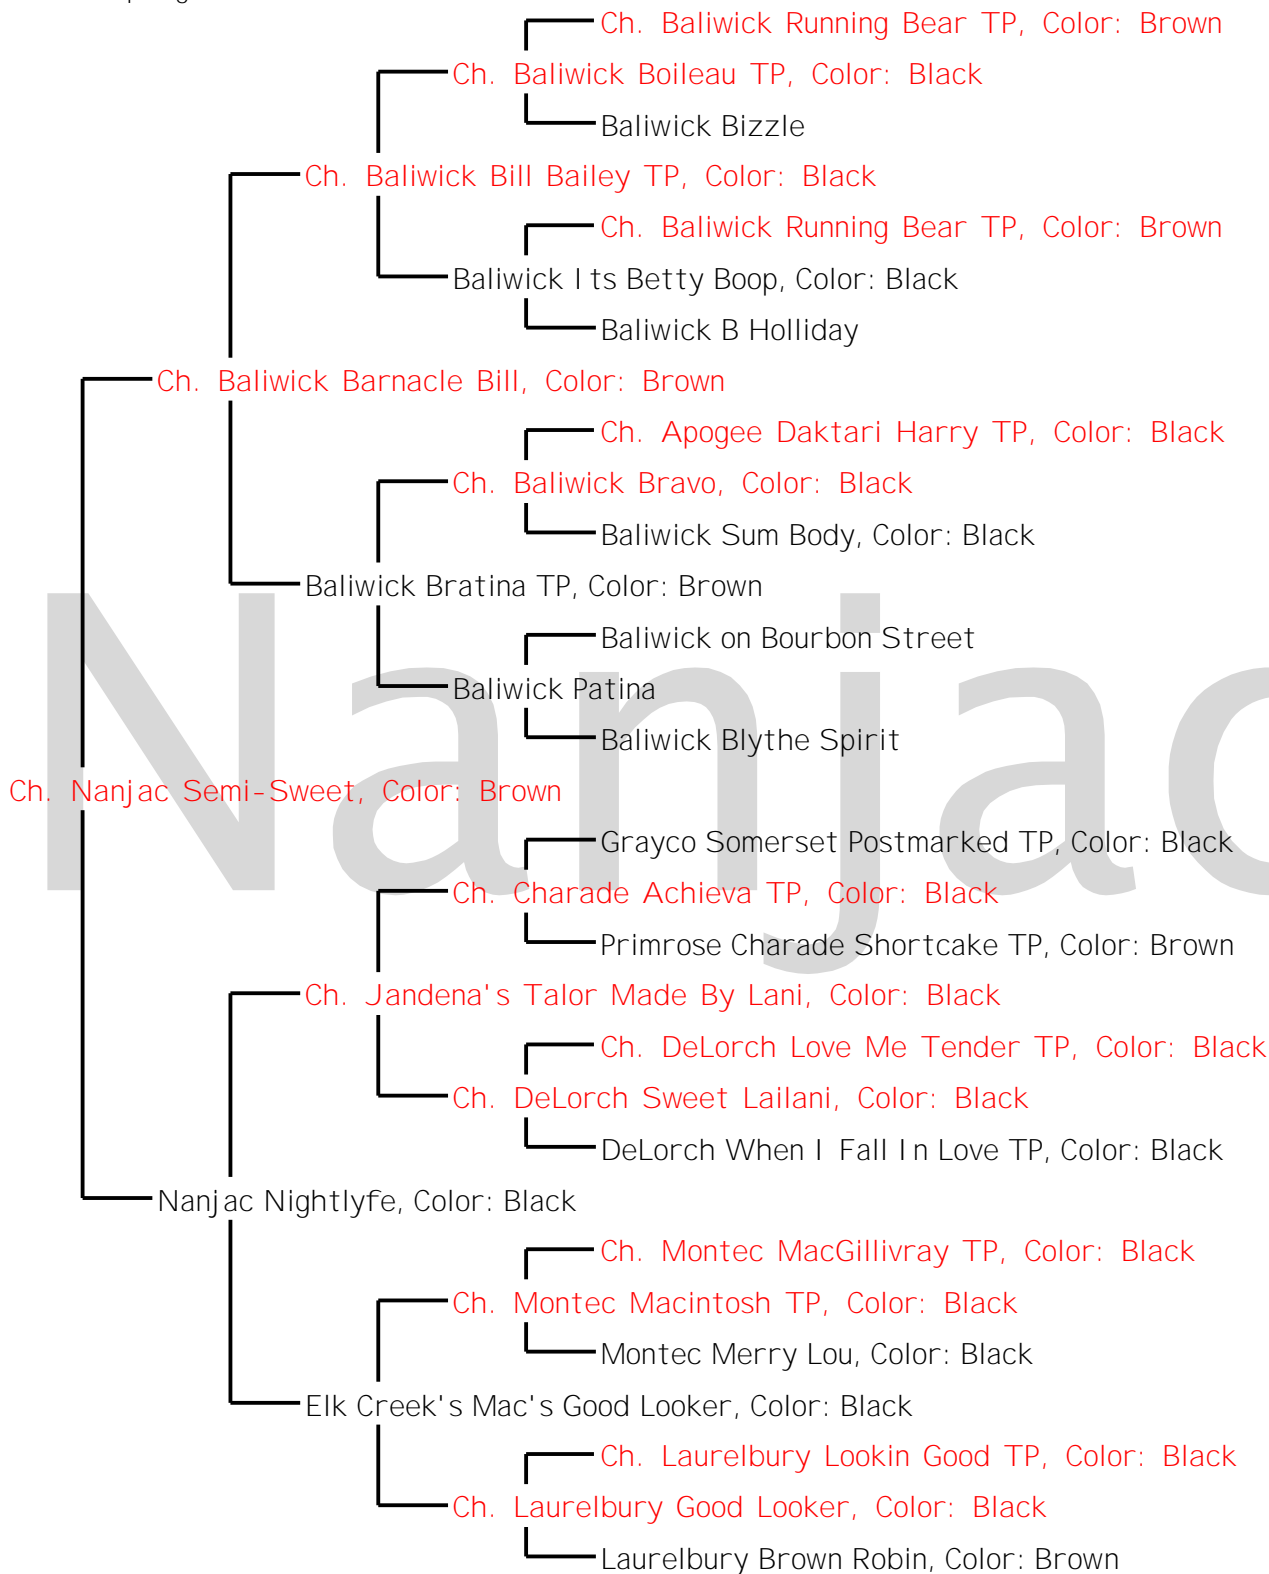 Ch. Baliwick Running Bear TP, Color: Brown
Ch. Baliwick Boileau TP, Color: Black
Baliwick Bizzle
Ch. Baliwick Bill Bailey TP, Color: Black
Ch. Baliwick Running Bear TP, Color: Brown
Baliwick Its Betty Boop, Color: Black
Baliwick B Holliday
Ch. Baliwick Barnacle Bill, Color: Brown
Ch. Apogee Daktari Harry TP, Color: Black
Ch. Baliwick Bravo, Color: Black
Baliwick Sum Body, Color: Black
Baliwick Bratina TP, Color: Brown
Baliwick on Bourbon Street
Baliwick Patina
Baliwick Blythe Spirit
Nanjac
Ch. Nanjac Semi-Sweet, Color: Brown
Grayco Somerset Postmarked TP, Color: Black
Ch. Charade Achieva TP, Color: Black
Primrose Charade Shortcake TP, Color: Brown
Ch. Jandena's Talor Made By Lani, Color: Black
Ch. DeLorch Love Me Tender TP, Color: Black
Ch. DeLorch Sweet Lailani, Color: Black
DeLorch When I Fall In Love TP, Color: Black
Nanjac Nightlyfe, Color: Black
Ch. Montec MacGillivray TP, Color: Black
Ch. Montec Macintosh TP, Color: Black
Montec Merry Lou, Color: Black
Elk Creek's Mac's Good Looker, Color: Black
Ch. Laurelbury Lookin Good TP, Color: Black
Ch. Laurelbury Good Looker, Color: Black
Laurelbury Brown Robin, Color: Brown